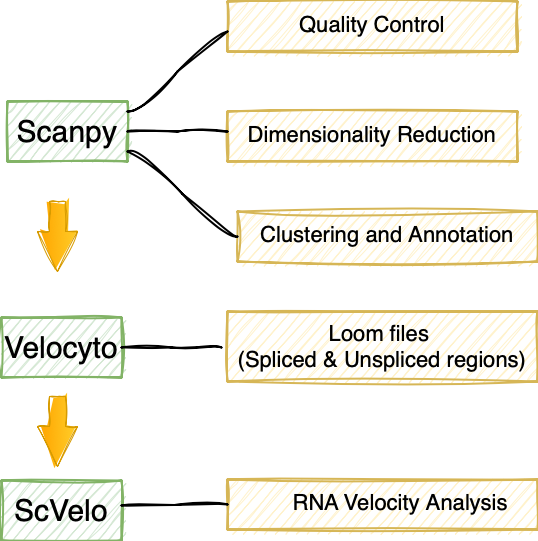 Quality Control
Scanpy
Dimensionality Reduction
Clustering and Annotation
Velocyto
Loom files
(Spliced & Unspliced regions)
ScVelo
RNA Velocity Analysis